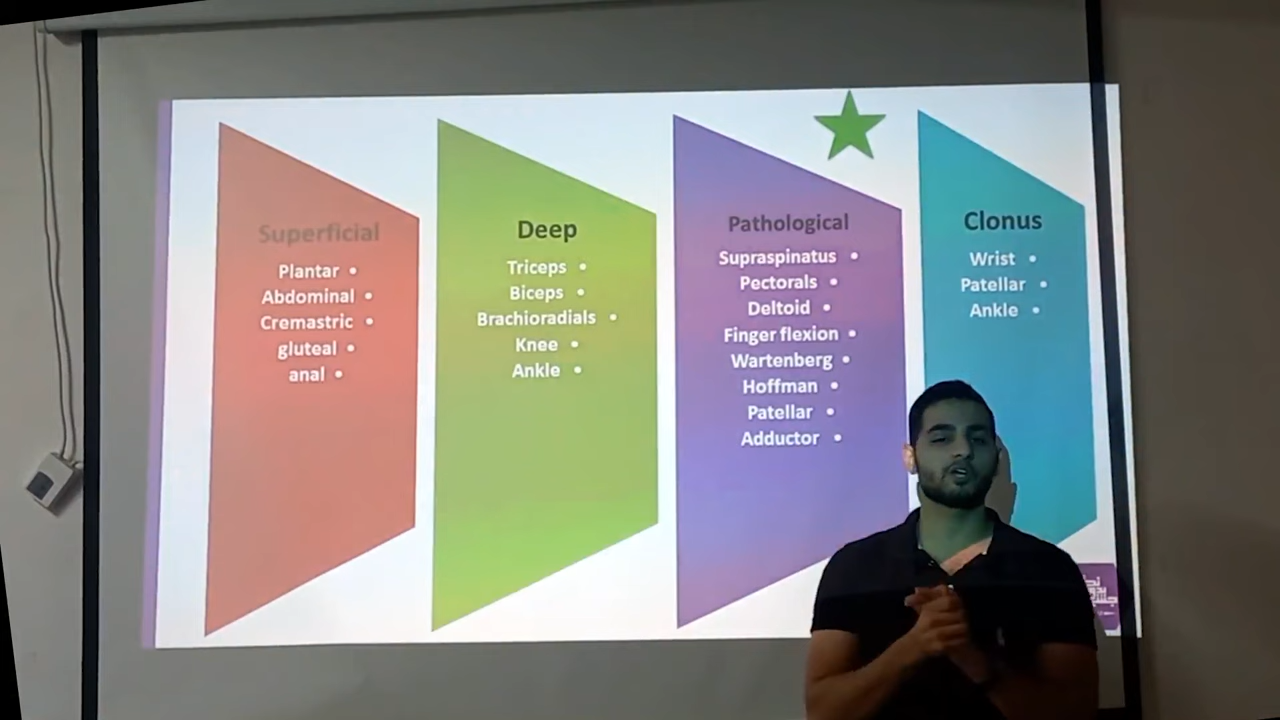 Superficial
Plantar •
Abdominal •
Cremastric •
gluteal •
anal •
Deep
Triceps •
Biceps •
Brachioradials •
Knee •
Ankle •
Pathological
Supraspinatus •
Pectorals •
Deltoid •
Finger flexion •
Wartenberg •
Hoffman •
Patellar •
Adductor •
Clonus
Wrist •
Patellar •
Ankle •